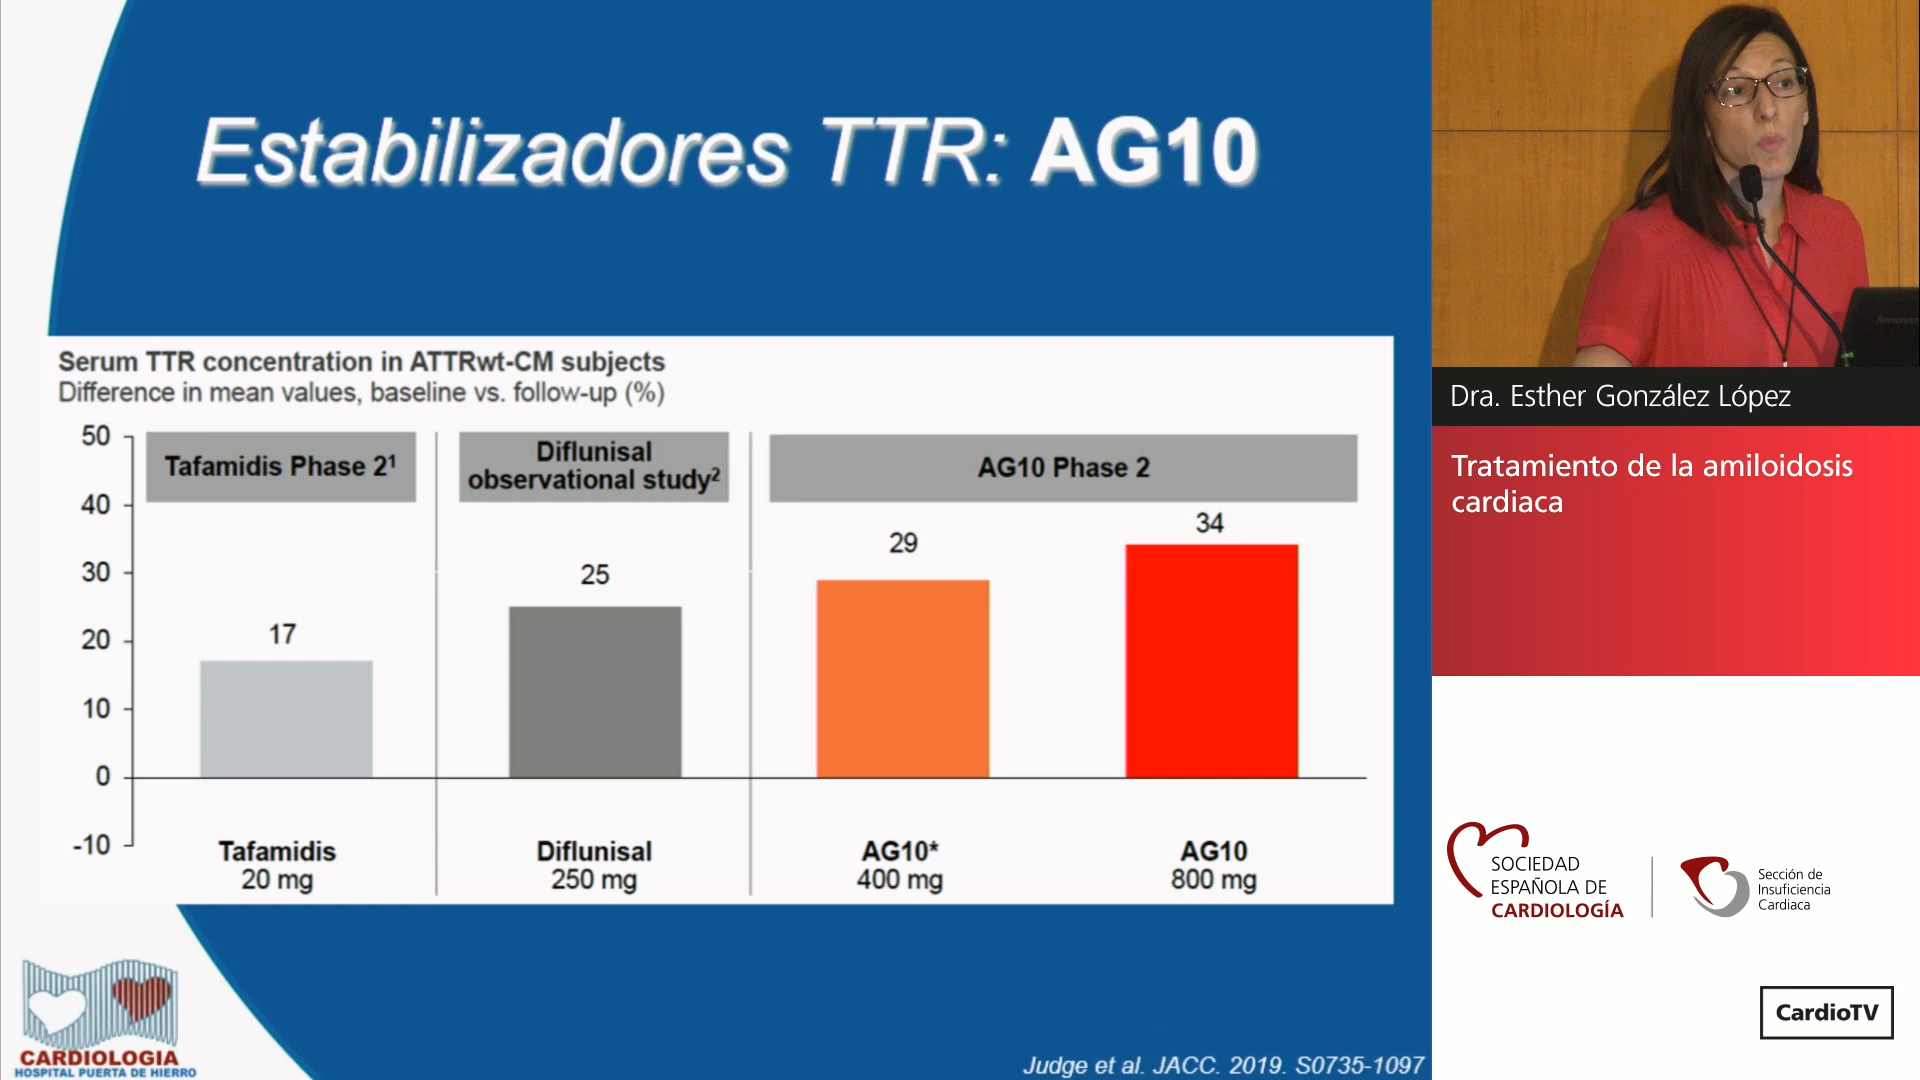 Estabilizadores TTR: AG10
Serum TTR concentration in ATTRwt-CM subjects
Difference in mean values, baseline vs. follow-up (%)
50
40
30
20
10
0
-10
Tafamidis Phase 2¹
Diflunisal
observational study²
AG10 Phase 2
17
25
29
34
Tafamidis
20 mg
Diflunisal
250 mg
AG10*
400 mg
AG10
800 mg
CARDIOLOGIA
HOSPITAL PUERTA DE HIERRO
Judge et al. JACC. 2019. S0735-1097
lenovo
Dra. Esther González López
Tratamiento de la amiloidosis
cardiaca
SOCIEDAD
ESPAÑOLA DE
CARDIOLOGÍA
Sección de
Insuficiencia
Cardiaca
CardioTV